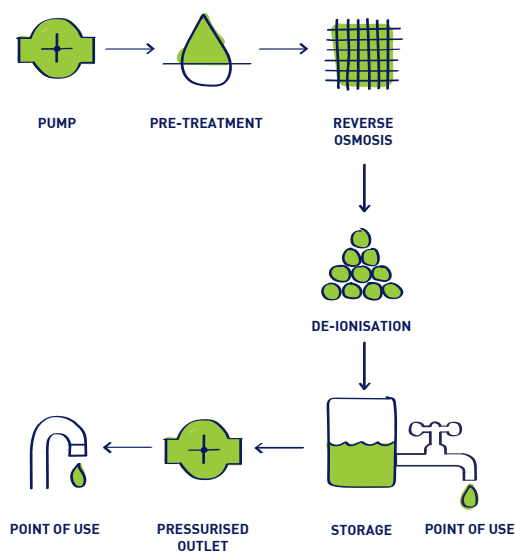 PUMP
PRE-TREATMENT
REVERSE
OSMOSIS
DE-IONISATION
POINT OF USE
PRESSURISED
OUTLET
STORAGE
POINT OF USE